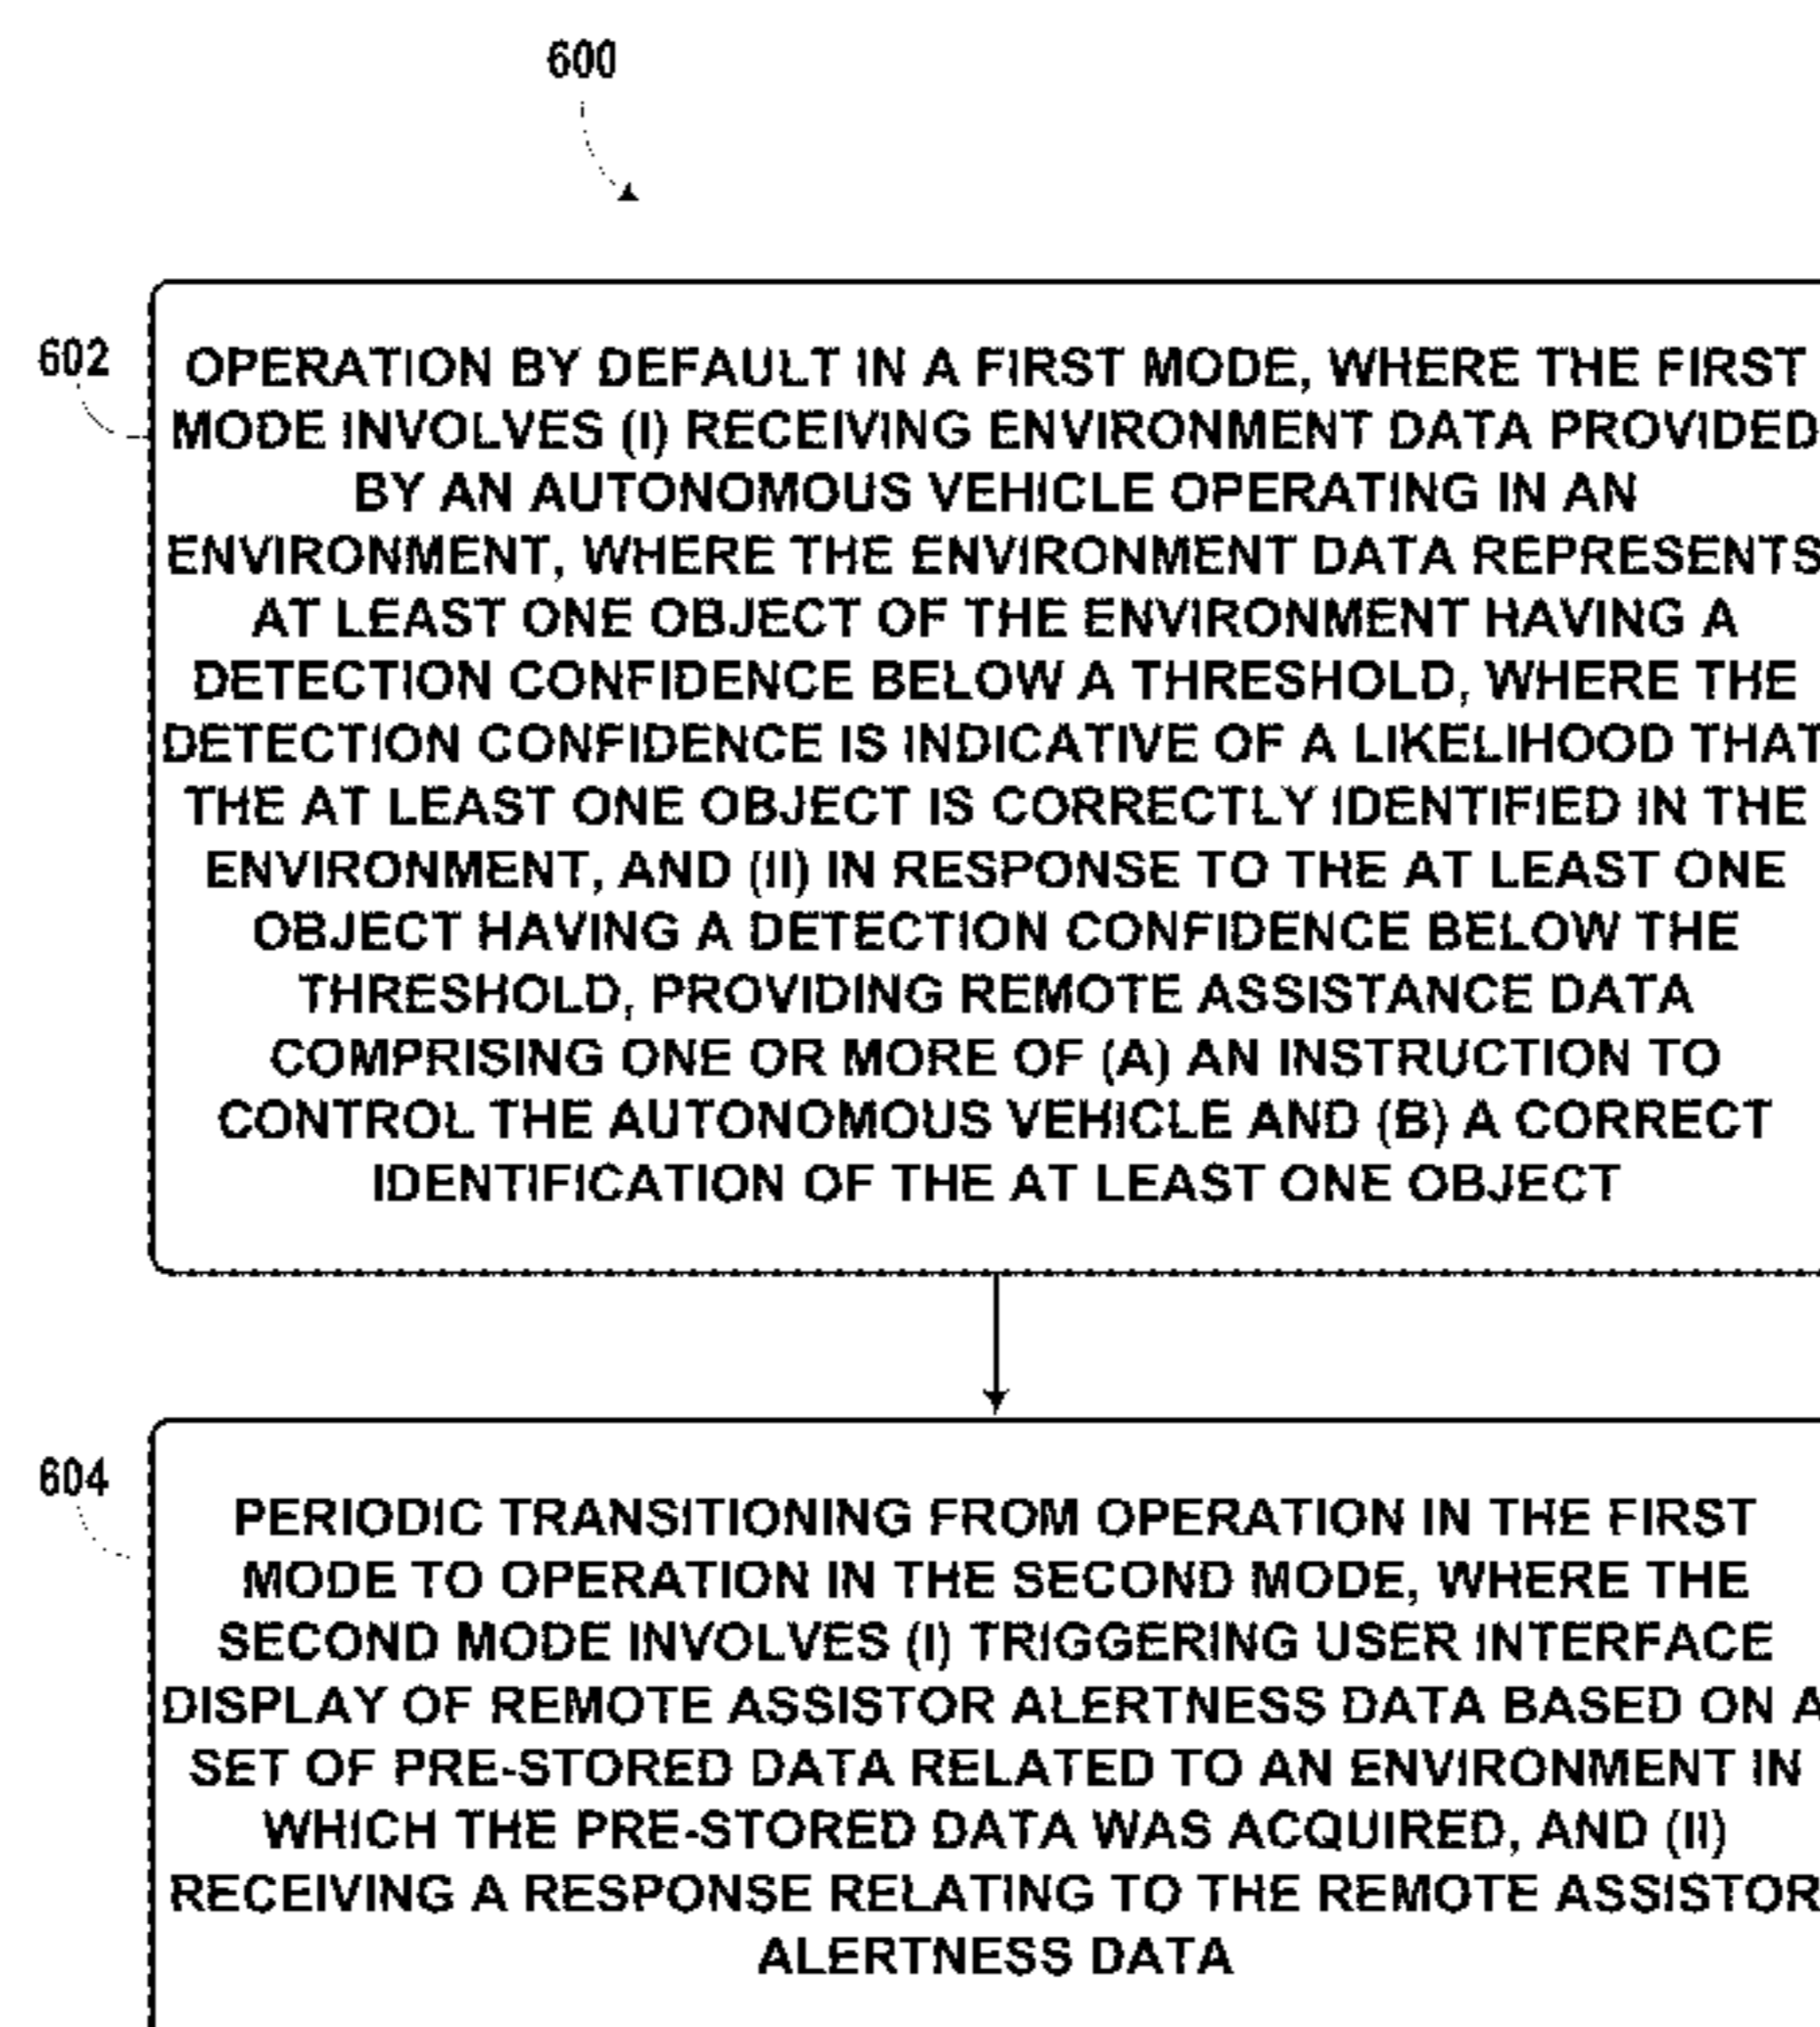 600
602
OPERATION BY DEFAULT IN A FIRST MODE, WHERE THE FIRST
MODE INVOLVES (I) RECEIVING ENVIRONMENT DATA PROVIDED
BY AN AUTONOMOUS VEHICLE OPERATING IN AN
ENVIRONMENT, WHERE THE ENVIRONMENT DATA REPRESENTS
AT LEAST ONE OBJECT OF THE ENVIRONMENT HAVING A
DETECTION CONFIDENCE BELOW A THRESHOLD, WHERE THE
DETECTION CONFIDENCE IS INDICATIVE OF A LIKELIHOOD THAT
THE AT LEAST ONE OBJECT IS CORRECTLY IDENTIFIED IN THE
ENVIRONMENT, AND (II) IN RESPONSE TO THE AT LEAST ONE
OBJECT HAVING A DETECTION CONFIDENCE BELOW THE
THRESHOLD, PROVIDING REMOTE ASSISTANCE DATA
COMPRISING ONE OR MORE OF (A) AN INSTRUCTION TO
CONTROL THE AUTONOMOUS VEHICLE AND (B) A CORRECT
IDENTIFICATION OF THE AT LEAST ONE OBJECT
604
PERIODIC TRANSITIONING FROM OPERATION IN THE FIRST
MODE TO OPERATION IN THE SECOND MODE, WHERE THE
SECOND MODE INVOLVES (I) TRIGGERING USER INTERFACE
DISPLAY OF REMOTE ASSISTOR ALERTNESS DATA BASED ON A
SET OF PRE-STORED DATA RELATED TO AN ENVIRONMENT IN
WHICH THE PRE-STORED DATA WAS ACQUIRED, AND (II)
RECEIVING A RESPONSE RELATING TO THE REMOTE ASSISTOR
ALERTNESS DATA